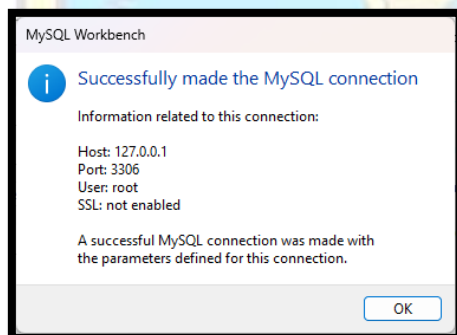 MySQL Workbench
Successfully made the MySQL connection
Information related to this connection:
Host: 127.0.0.1
Port: 3306
User: root
SSL: not enabled
A successful MySQL connection was made with
the parameters defined for this connection.
OK